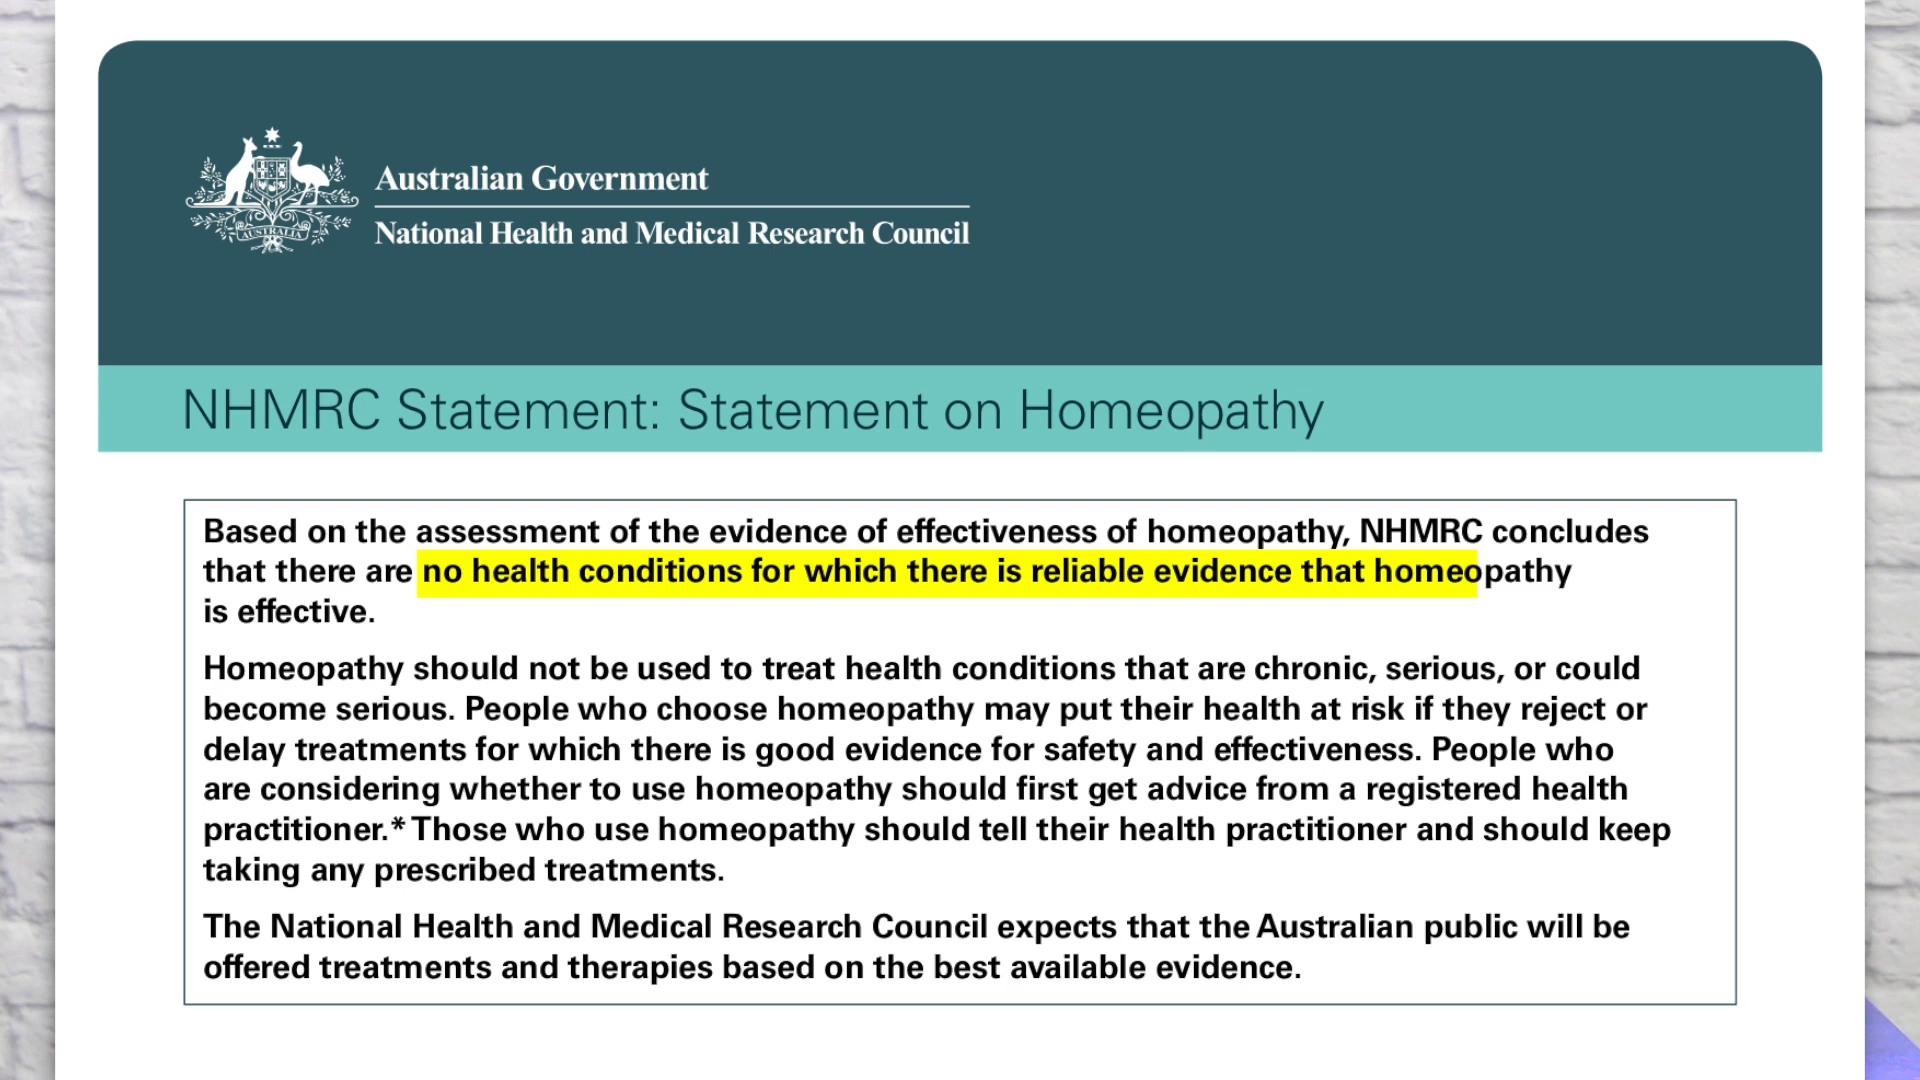 Australian Government
National Health and Medical Research Council
AUSTRALIA
NHMRC Statement: Statement on Homeopathy
Based on the assessment of the evidence of effectiveness of homeopathy, NHMRC concludes
that there are no health conditions for which there is reliable evidence that homeopathy
is effective.
Homeopathy should not be used to treat health conditions that are chronic, serious, or could
become serious. People who choose homeopathy may put their health at risk if they reject or
delay treatments for which there is good evidence for safety and effectiveness. People who
are considering whether to use homeopathy should first get advice from a registered health
practitioner.* Those who use homeopathy should tell their health practitioner and should keep
taking any prescribed treatments.
The National Health and Medical Research Council expects that the Australian public will be
offered treatments and therapies based on the best available evidence.